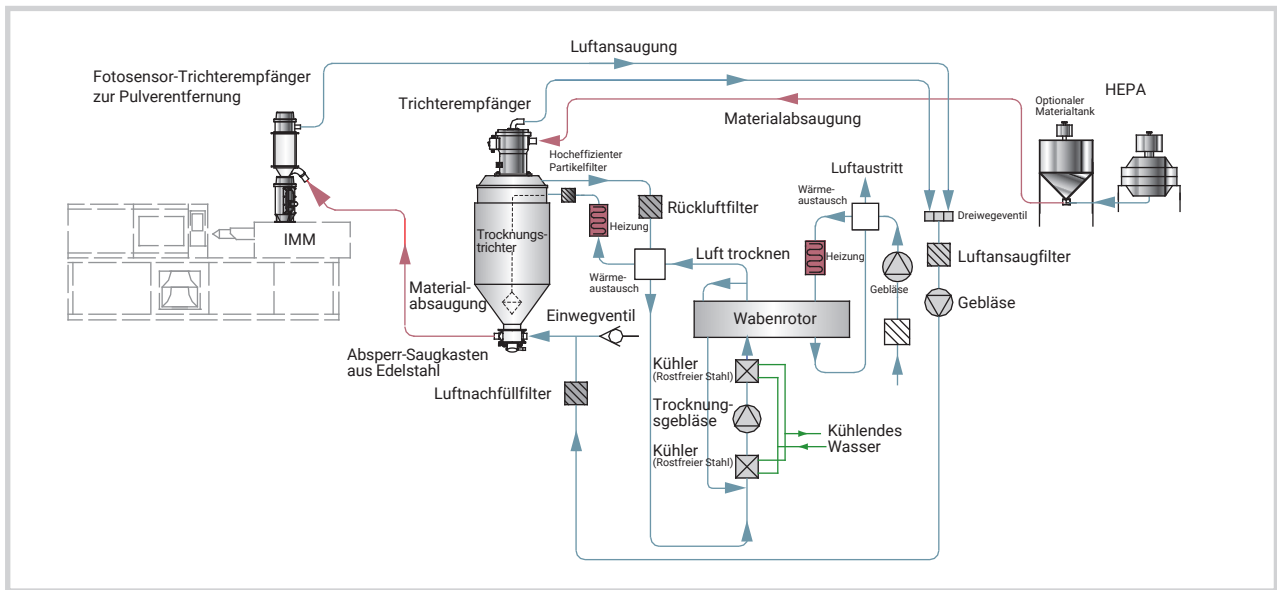 Luftansaugung
Fotosensor-Trichterempfänger
zur Pulverentfernung
Trichterempfänger
Materialabsaugung
Optionaler
Materialtank
HEPA
Hocheffizienter
Partikelfilter
Luftaustritt
Wärme-
austausch
Rückluftfilter
Dreiwegeventil
Heizung
IMM
Trocknungs-
trichter
Luft trocknen
Heizung
Luftansaugfilter
Wärme-
austausch
Gebläse
Material-
absaugung
Gebläse
Einwegventil
Wabenrotor
Absperr-Saugkasten
aus Edelstahl
Kühler
(Rostfreier Stahl)
Luftnachfüllfilter
Trocknun-
gsgebläse
Kühlendes
Wasser
Kühler
(Rostfreier Stahl)